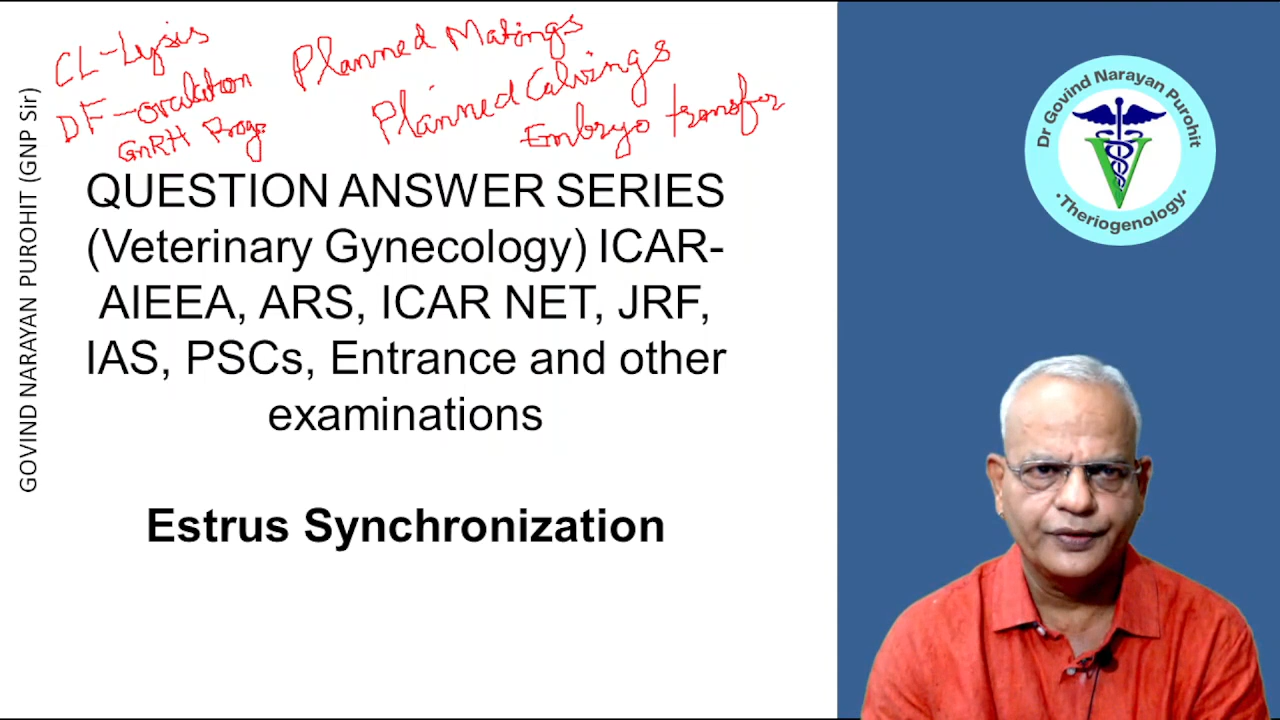 CL-Lysis
DF-ovulation
GnRH Prog.
Planned Matings
Planned Calvings
Embryo transfer
GOVIND NARAYAN PUROHIT (GNP Sir)
QUESTION ANSWER SERIES
(Veterinary Gynecology) ICAR-
AIEEA, ARS, ICAR NET, JRF,
IAS, PSCs, Entrance and other
examinations
Estrus Synchronization
Dr Govind Narayan Purohit
·Theriogenology·